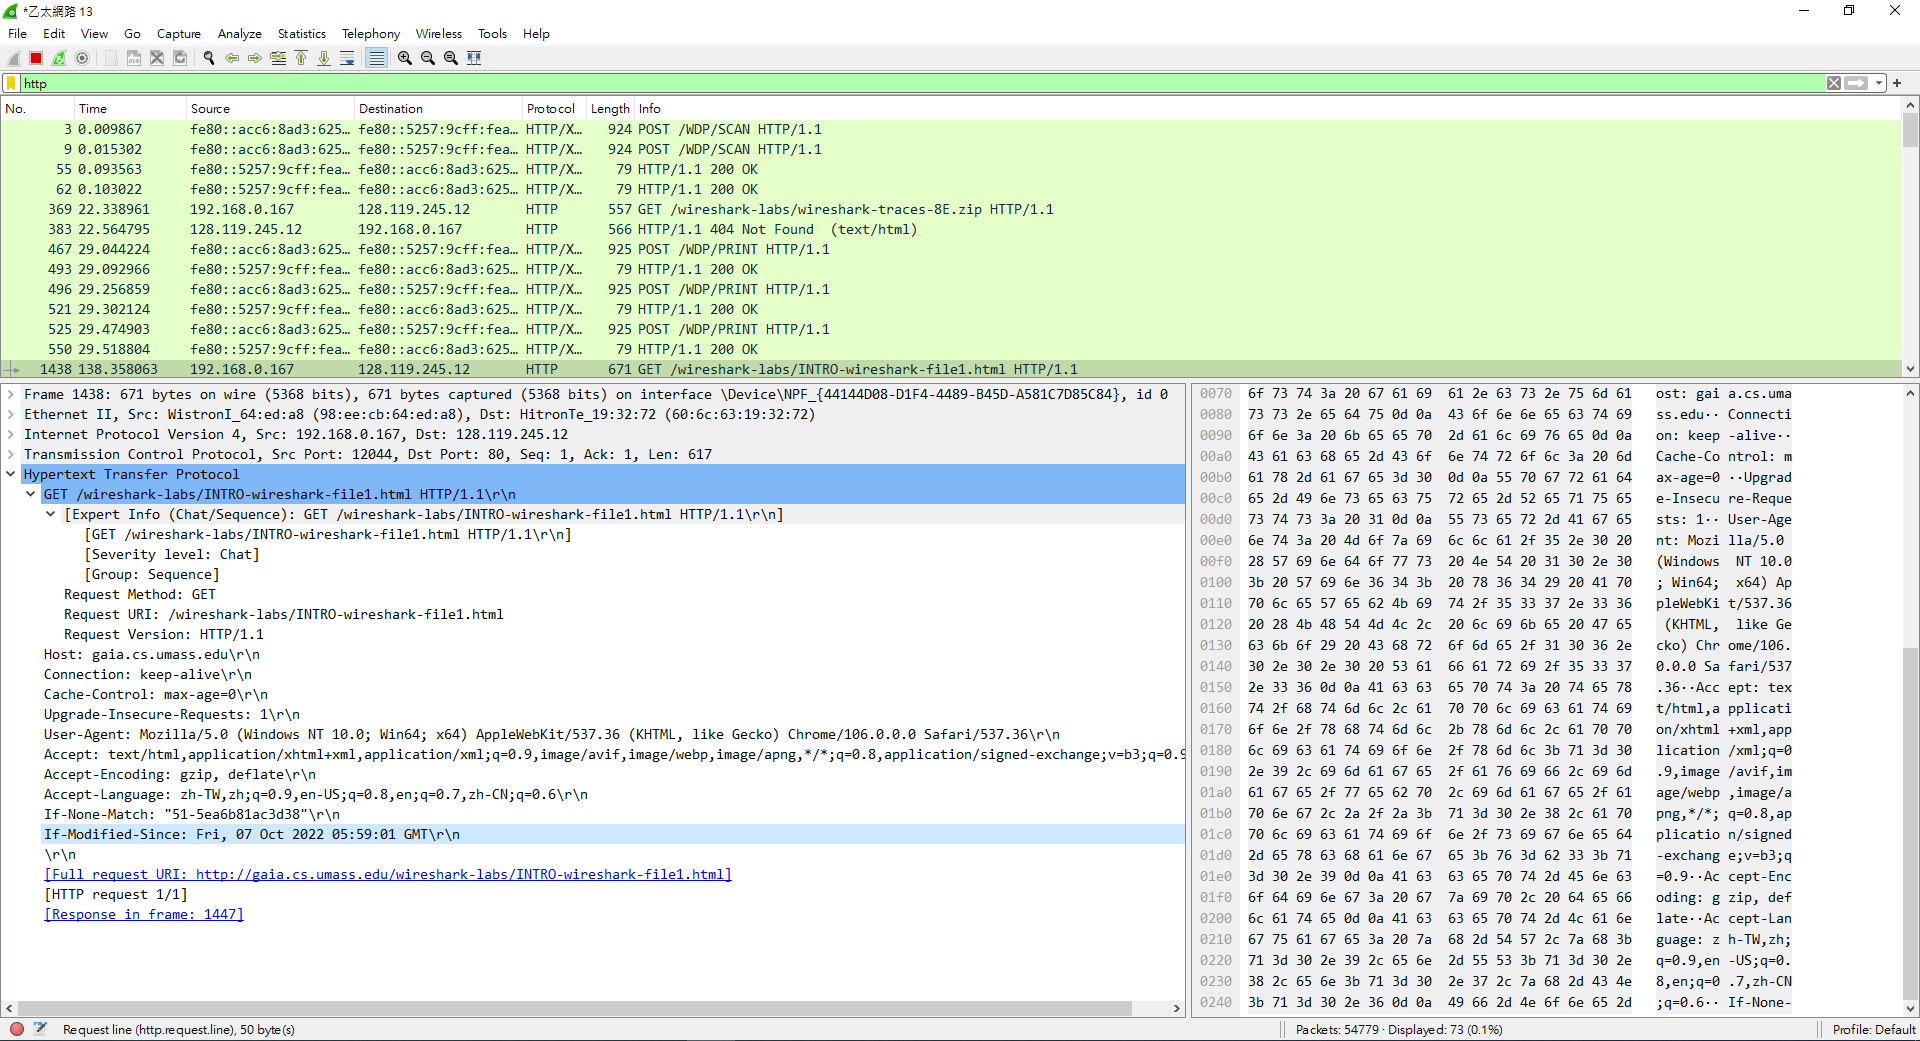 *乙太網路 13
File Edit View Go Capture Analyze Statistics Telephony Wireless Tools Help
http
No. Time Source Destination Protocol Length Info
3 0.009867 fe80::acc6:8ad3:625… fe80::5257:9cff:fea… HTTP/X… 924 POST /WDP/SCAN HTTP/1.1
9 0.015302 fe80::acc6:8ad3:625… fe80::5257:9cff:fea… HTTP/X… 924 POST /WDP/SCAN HTTP/1.1
55 0.093563 fe80::5257:9cff:fea… fe80::acc6:8ad3:625… HTTP/X… 79 HTTP/1.1 200 OK
62 0.103022 fe80::5257:9cff:fea… fe80::acc6:8ad3:625… HTTP/X… 79 HTTP/1.1 200 OK
369 22.338961 192.168.0.167 128.119.245.12 HTTP 557 GET /wireshark-labs/wireshark-traces-8E.zip HTTP/1.1
383 22.564795 128.119.245.12 192.168.0.167 HTTP 566 HTTP/1.1 404 Not Found (text/html)
467 29.044224 fe80::acc6:8ad3:625… fe80::5257:9cff:fea… HTTP/X… 925 POST /WDP/PRINT HTTP/1.1
493 29.092966 fe80::5257:9cff:fea… fe80::acc6:8ad3:625… HTTP/X… 79 HTTP/1.1 200 OK
496 29.256859 fe80::acc6:8ad3:625… fe80::5257:9cff:fea… HTTP/X… 925 POST /WDP/PRINT HTTP/1.1
521 29.302124 fe80::5257:9cff:fea… fe80::acc6:8ad3:625… HTTP/X… 79 HTTP/1.1 200 OK
525 29.474903 fe80::acc6:8ad3:625… fe80::5257:9cff:fea… HTTP/X… 925 POST /WDP/PRINT HTTP/1.1
550 29.518804 fe80::5257:9cff:fea… fe80::acc6:8ad3:625… HTTP/X… 79 HTTP/1.1 200 OK
1438 138.358063 192.168.0.167 128.119.245.12 HTTP 671 GET /wireshark-labs/INTRO-wireshark-file1.html HTTP/1.1
Frame 1438: 671 bytes on wire (5368 bits), 671 bytes captured (5368 bits) on interface \Device\NPF_{44144D08-D1F4-4489-B45D-A581C7D85C84}, id 0
Ethernet II, Src: WistronI_64:ed:a8 (98:ee:cb:64:ed:a8), Dst: HitronTe_19:32:72 (60:6c:63:19:32:72)
Internet Protocol Version 4, Src: 192.168.0.167, Dst: 128.119.245.12
Transmission Control Protocol, Src Port: 12044, Dst Port: 80, Seq: 1, Ack: 1, Len: 617
Hypertext Transfer Protocol
GET /wireshark-labs/INTRO-wireshark-file1.html HTTP/1.1\r\n
[Expert Info (Chat/Sequence): GET /wireshark-labs/INTRO-wireshark-file1.html HTTP/1.1\r\n]
[GET /wireshark-labs/INTRO-wireshark-file1.html HTTP/1.1\r\n]
[Severity level: Chat]
[Group: Sequence]
Request Method: GET
Request URI: /wireshark-labs/INTRO-wireshark-file1.html
Request Version: HTTP/1.1
Host: gaia.cs.umass.edu\r\n
Connection: keep-alive\r\n
Cache-Control: max-age=0\r\n
Upgrade-Insecure-Requests: 1\r\n
User-Agent: Mozilla/5.0 (Windows NT 10.0; Win64; x64) AppleWebKit/537.36 (KHTML, like Gecko) Chrome/106.0.0.0 Safari/537.36\r\n
Accept: text/html,application/xhtml+xml,application/xml;q=0.9,image/avif,image/webp,image/apng,*/*;q=0.8,application/signed-exchange;v=b3;q=0.9
Accept-Encoding: gzip, deflate\r\n
Accept-Language: zh-TW,zh;q=0.9,en-US;q=0.8,en;q=0.7,zh-CN;q=0.6\r\n
If-None-Match: "51-5ea6b81ac3d38"\r\n
If-Modified-Since: Fri, 07 Oct 2022 05:59:01 GMT\r\n
\r\n
[Full request URI: http://gaia.cs.umass.edu/wireshark-labs/INTRO-wireshark-file1.html]
[HTTP request 1/1]
[Response in frame: 1447]
0070 6f 73 74 3a 20 67 61 69 61 2e 63 73 2e 75 6d 61 ost: gai a.cs.uma
0080 73 73 2e 65 64 75 0d 0a 43 6f 6e 6e 65 63 74 69 ss.edu·· Connecti
0090 6f 6e 3a 20 6b 65 65 70 2d 61 6c 69 76 65 0d 0a on: keep -alive··
00a0 43 61 63 68 65 2d 43 6f 6e 74 72 6f 6c 3a 20 6d Cache-Co ntrol: m
00b0 61 78 2d 61 67 65 3d 30 0d 0a 55 70 67 72 61 64 ax-age=0 ··Upgrad
00c0 65 2d 49 6e 73 65 63 75 72 65 2d 52 65 71 75 65 e-Insecu re-Reque
00d0 73 74 73 3a 20 31 0d 0a 55 73 65 72 2d 41 67 65 sts: 1·· User-Age
00e0 6e 74 3a 20 4d 6f 7a 69 6c 6c 61 2f 35 2e 30 20 nt: Mozi lla/5.0
00f0 28 57 69 6e 64 6f 77 73 20 4e 54 20 31 30 2e 30 (Windows NT 10.0
0100 3b 20 57 69 6e 36 34 3b 20 78 36 34 29 20 41 70 ; Win64; x64) Ap
0110 70 6c 65 57 65 62 4b 69 74 2f 35 33 37 2e 33 36 pleWebKi t/537.36
0120 20 28 4b 48 54 4d 4c 2c 20 6c 69 6b 65 20 47 65 (KHTML, like Ge
0130 63 6b 6f 29 20 43 68 72 6f 6d 65 2f 31 30 36 2e cko) Chr ome/106.
0140 30 2e 30 2e 30 20 53 61 66 61 72 69 2f 35 33 37 0.0.0 Sa fari/537
0150 2e 33 36 0d 0a 41 63 63 65 70 74 3a 20 74 65 78 .36··Acc ept: tex
0160 74 2f 68 74 6d 6c 2c 61 70 70 6c 69 63 61 74 69 t/html,a pplicati
0170 6f 6e 2f 78 68 74 6d 6c 2b 78 6d 6c 2c 61 70 70 on/xhtml +xml,app
0180 6c 69 63 61 74 69 6f 6e 2f 78 6d 6c 3b 71 3d 30 lication /xml;q=0
0190 2e 39 2c 69 6d 61 67 65 2f 61 76 69 66 2c 69 6d .9,image /avif,im
01a0 61 67 65 2f 77 65 62 70 2c 69 6d 61 67 65 2f 61 age/webp ,image/a
01b0 70 6e 67 2c 2a 2f 2a 3b 71 3d 30 2e 38 2c 61 70 png,*/*; q=0.8,ap
01c0 70 6c 69 63 61 74 69 6f 6e 2f 73 69 67 6e 65 64 plicatio n/signed
01d0 2d 65 78 63 68 61 6e 67 65 3b 76 3d 62 33 3b 71 -exchang e;v=b3;q
01e0 3d 30 2e 39 0d 0a 41 63 63 65 70 74 2d 45 6e 63 =0.9··Ac cept-Enc
01f0 6f 64 69 6e 67 3a 20 67 7a 69 70 2c 20 64 65 66 oding: g zip, def
0200 6c 61 74 65 0d 0a 41 63 63 65 70 74 2d 4c 61 6e late··Ac cept-Lan
0210 67 75 61 67 65 3a 20 7a 68 2d 54 57 2c 7a 68 3b guage: z h-TW,zh;
0220 71 3d 30 2e 39 2c 65 6e 2d 55 53 3b 71 3d 30 2e q=0.9,en -US;q=0.
0230 38 2c 65 6e 3b 71 3d 30 2e 37 2c 7a 68 2d 43 4e 8,en;q=0 .7,zh-CN
0240 3b 71 3d 30 2e 36 0d 0a 49 66 2d 4e 6f 6e 65 2d ;q=0.6·· If-None-
Request line (http.request.line), 50 byte(s)
Packets: 54779 · Displayed: 73 (0.1%)
Profile: Default